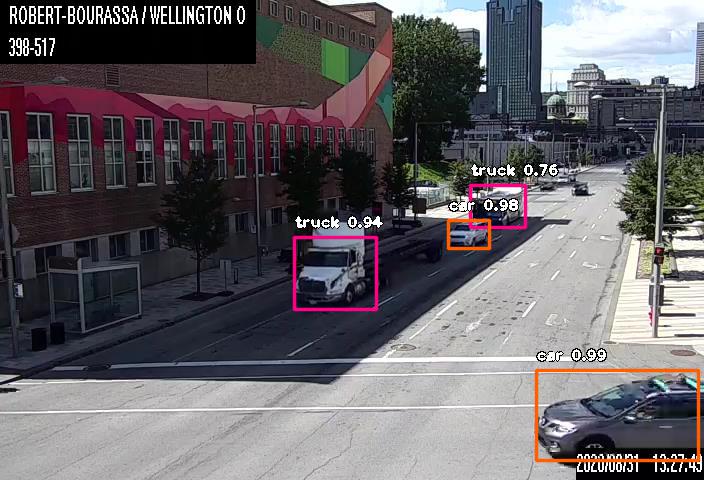 ROBERT-BOURASSA / WELLINGTON O
398-517
truck 0.76
car 0.98
truck 0.94
car 0.99
2020/08/31 13:27:43